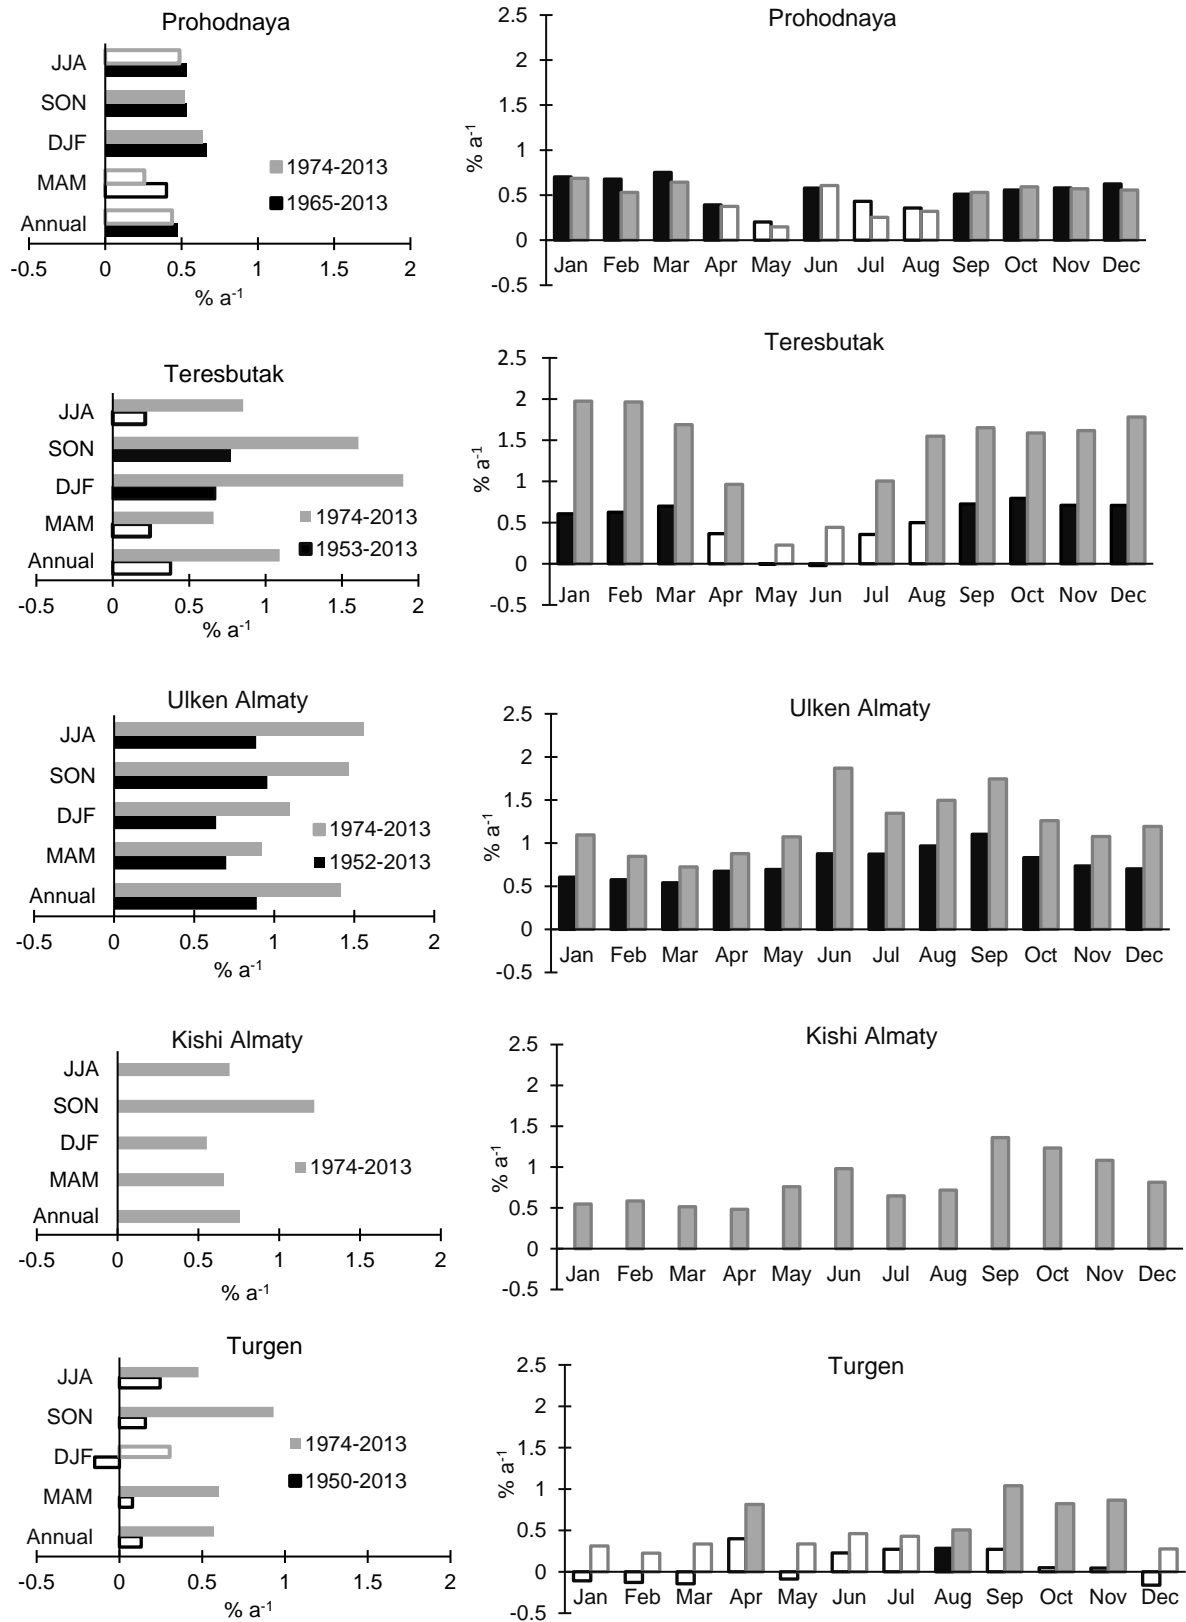 Prohodnaya
JJA
SON
DJF
MAM
Annual
1974-2013
1965-2013
-0.5 0 0.5 1 1.5 2
% a-1
Prohodnaya
2.5
2
1.5
1
0.5
0
-0.5
% a-1
Jan Feb Mar Apr May Jun Jul Aug Sep Oct Nov Dec
Teresbutak
JJA
SON
DJF
MAM
Annual
1974-2013
1953-2013
-0.5 0 0.5 1 1.5 2
% a-1
Teresbutak
2.5
2
1.5
1
0.5
0
-0.5
% a-1
Jan Feb Mar Apr May Jun Jul Aug Sep Oct Nov Dec
Ulken Almaty
JJA
SON
DJF
MAM
Annual
1974-2013
1952-2013
-0.5 0 0.5 1 1.5 2
% a-1
Ulken Almaty
2.5
2
1.5
1
0.5
0
-0.5
% a-1
Jan Feb Mar Apr May Jun Jul Aug Sep Oct Nov Dec
Kishi Almaty
JJA
SON
DJF
MAM
Annual
1974-2013
-0.5 0 0.5 1 1.5 2
% a-1
Kishi Almaty
2.5
2
1.5
1
0.5
0
-0.5
% a-1
Jan Feb Mar Apr May Jun Jul Aug Sep Oct Nov Dec
Turgen
JJA
SON
DJF
MAM
Annual
1974-2013
1950-2013
-0.5 0 0.5 1 1.5 2
% a-1
Turgen
2.5
2
1.5
1
0.5
0
-0.5
% a-1
Jan Feb Mar Apr May Jun Jul Aug Sep Oct Nov Dec